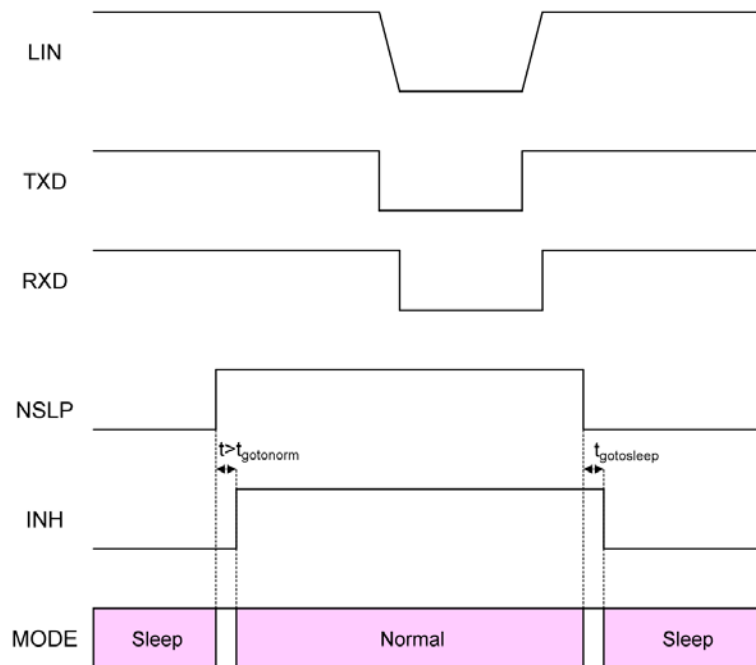 LIN
TXD
RXD
NSLP
t>tgotonorm
tgotosleep
INH
MODE
Sleep
Normal
Sleep